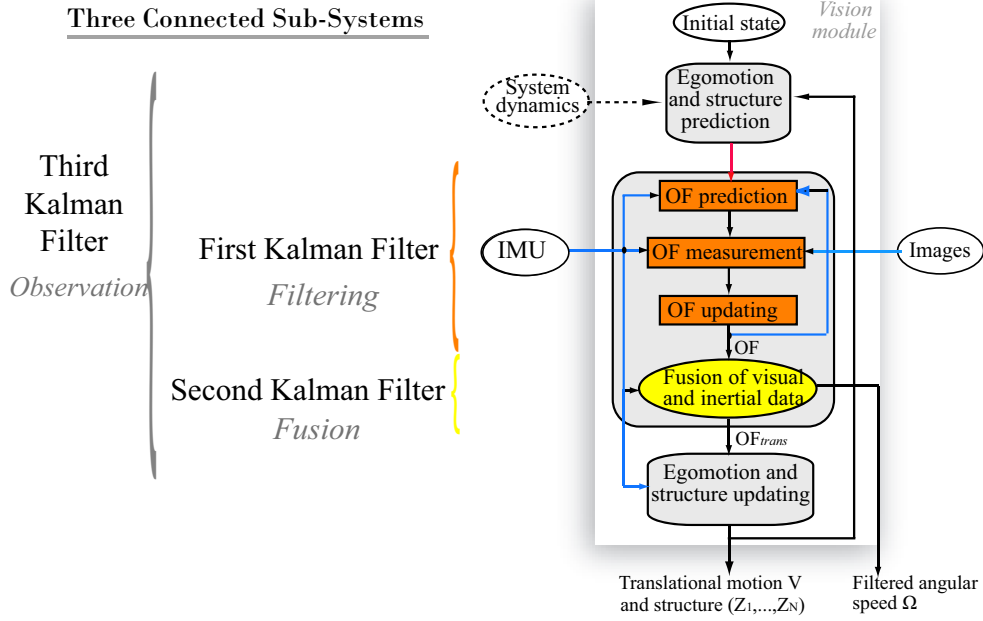 Three Connected Sub-Systems
Vision
module
Initial state
System
dynamics
Egomotion
and structure
prediction
Third
Kalman
Filter
Observation
First Kalman Filter
Filtering
Second Kalman Filter
Fusion
OF prediction
IMU
OF measurement
Images
OF updating
OF
Fusion of visual
and inertial data
OFtrans
Egomotion and
structure updating
Translational motion V
and structure (Z1,...,ZN)
Filtered angular
speed Ω